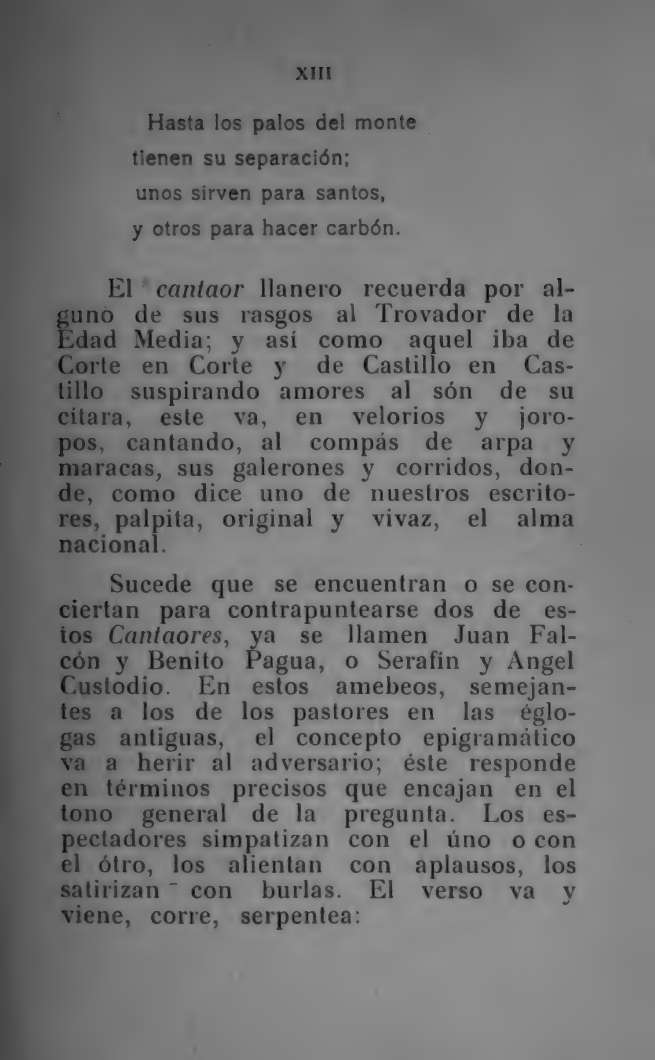 XIII
Hasta los palos del monte
tienen su separación;
unos sirven para santos,
y otros para hacer carbón.
El cantaor llanero recuerda por al-
guno de sus rasgos al Trovador de la
Edad Media; y así como aquel iba de
Corte en Corte y de Castillo en Cas-
tillo suspirando amores al són de su
cítara, este va, en velorios y joro-
pos, cantando, al compás de arpa y
maracas, sus galerones y corridos, don-
de, como dice uno de nuestros escrito-
res, palpita, original y vivaz, el alma
nacional.
Sucede que se encuentran o se con-
ciertan para contrapuntearse dos de es-
tos Cantaores, ya se llamen Juan Fal-
cón y Benito Pagua, o Serafín y Angel
Custodio. En estos amebeos, semejan-
tes a los de los pastores en las églo-
gas antiguas, el concepto epigramático
va a herir al adversario; éste responde
en términos precisos que encajan en el
tono general de la pregunta. Los es-
pectadores simpatizan con el úno o con
el ótro, los alientan con aplausos, los
satirizan con burlas. El verso va y
viene, corre, serpentea: